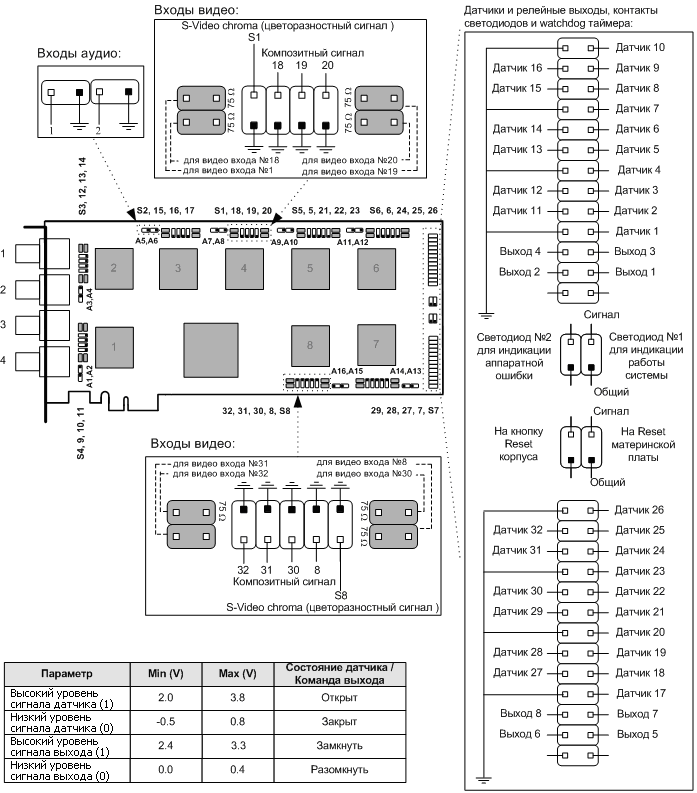 Входы видео:
S-Video chroma (цветоразностный сигнал )
S1
Композитный сигнал
18 19 20
75 Ω
75 Ω
75 Ω
75 Ω
для видео входа №18
для видео входа №1
для видео входа №20
для видео входа №19
Входы аудио:
1 2
S3, 12, 13, 14
S2, 15, 16, 17
S1, 18, 19, 20
S5, 5, 21, 22, 23
S6, 6, 24, 25, 26
A5,A6
A7,A8
A9,A10
A11,A12
1
2
3
4
A3,A4
A1,A2
2
3
4
5
6
1
8
7
A16,A15
A14,A13
S4, 9, 10, 11
32, 31, 30, 8, S8
29, 28, 27, 7, S7
Входы видео:
для видео входа №31
для видео входа №32
для видео входа №8
для видео входа №30
75 Ω
75 Ω
32 31 30 8
Композитный сигнал
S8
S-Video chroma (цветоразностный сигнал )
Датчики и релейные выходы, контакты
светодиодов и watchdog таймера:
Датчик 10
Датчик 16 Датчик 9
Датчик 15 Датчик 8
Датчик 7
Датчик 14 Датчик 6
Датчик 13 Датчик 5
Датчик 4
Датчик 12 Датчик 3
Датчик 11 Датчик 2
Датчик 1
Выход 4 Выход 3
Выход 2 Выход 1
Сигнал
Светодиод №2
для индикации
аппаратной
ошибки
Светодиод №1
для индикации
работы
системы
Общий
Сигнал
На кнопку
Reset
корпуса
На Reset
материнской
платы
Общий
Датчик 26
Датчик 32 Датчик 25
Датчик 31 Датчик 24
Датчик 23
Датчик 30 Датчик 22
Датчик 29 Датчик 21
Датчик 20
Датчик 28 Датчик 19
Датчик 27 Датчик 18
Датчик 17
Выход 8 Выход 7
Выход 6 Выход 5
Параметр Min (V) Max (V) Состояние датчика /
Команда выхода
Высокий уровень
сигнала датчика (1) 2.0 3.8 Открыт
Низкий уровень
сигнала датчика (0) -0.5 0.8 Закрыт
Высокий уровень
сигнала выхода (1) 2.4 3.3 Замкнуть
Низкий уровень
сигнала выхода (0) 0.0 0.4 Разомкнуть